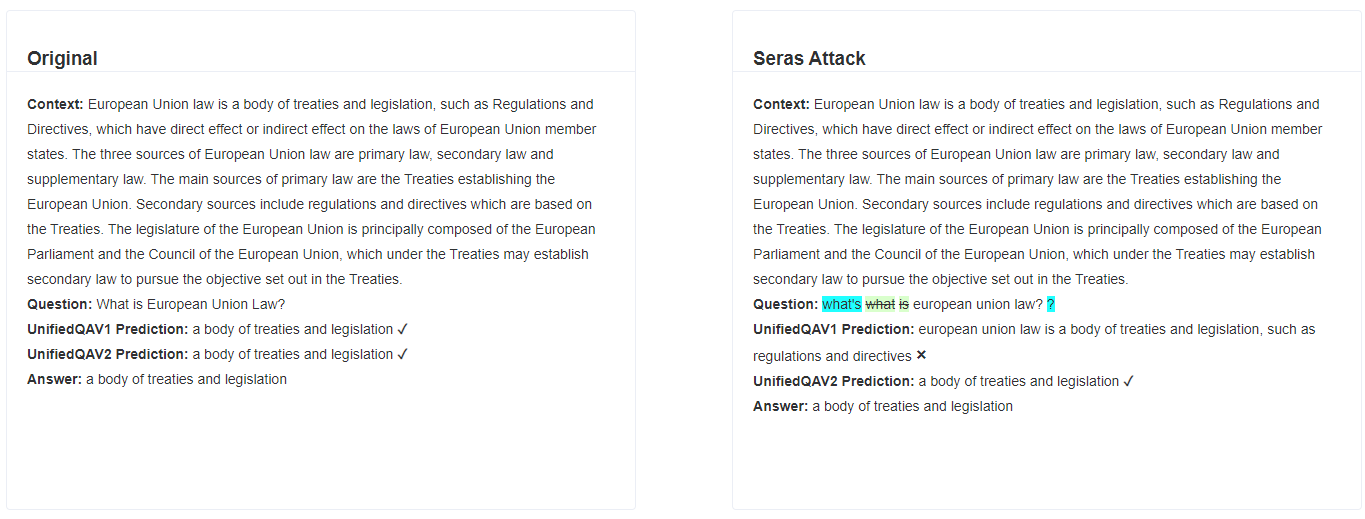 Original
Context: European Union law is a body of treaties and legislation, such as Regulations and
Directives, which have direct effect or indirect effect on the laws of European Union member
states. The three sources of European Union law are primary law, secondary law and
supplementary law. The main sources of primary law are the Treaties establishing the
European Union. Secondary sources include regulations and directives which are based on
the Treaties. The legislature of the European Union is principally composed of the European
Parliament and the Council of the European Union, which under the Treaties may establish
secondary law to pursue the objective set out in the Treaties.
Question: What is European Union Law?
UnifiedQAV1 Prediction: a body of treaties and legislation ✓
UnifiedQAV2 Prediction: a body of treaties and legislation ✓
Answer: a body of treaties and legislation
Seras Attack
Context: European Union law is a body of treaties and legislation, such as Regulations and
Directives, which have direct effect or indirect effect on the laws of European Union member
states. The three sources of European Union law are primary law, secondary law and
supplementary law. The main sources of primary law are the Treaties establishing the
European Union. Secondary sources include regulations and directives which are based on
the Treaties. The legislature of the European Union is principally composed of the European
Parliament and the Council of the European Union, which under the Treaties may establish
secondary law to pursue the objective set out in the Treaties.
Question: what's what is european union law? ?
UnifiedQAV1 Prediction: european union law is a body of treaties and legislation, such as
regulations and directives ✕
UnifiedQAV2 Prediction: a body of treaties and legislation ✓
Answer: a body of treaties and legislation